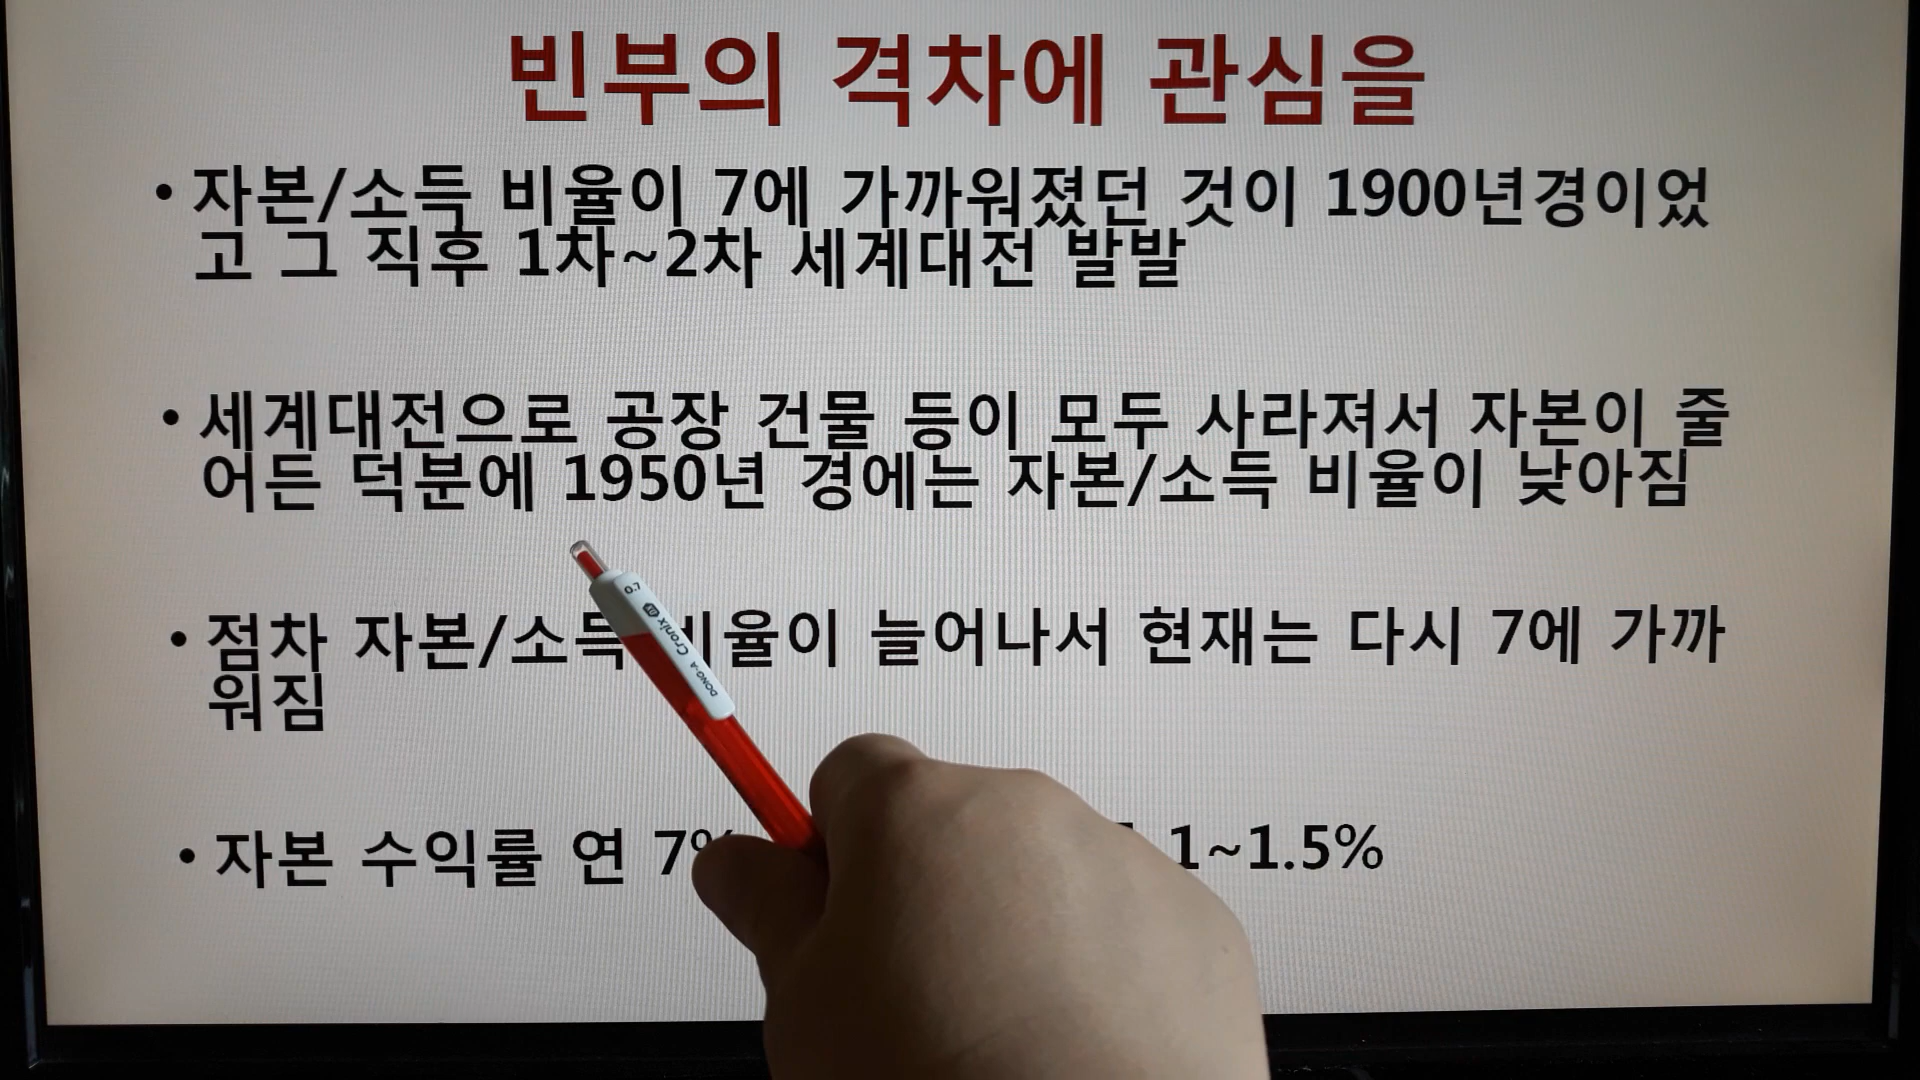 빈부의 격차에 관심을
• 자본/소득 비율이 7에 가까워졌던 것이 1900년경이었
고 그 직후 1차~2차 세계대전 발발
• 세계대전으로 공장 건물 등이 모두 사라져서 자본이 줄
어든 덕분에 1950년 경에는 자본/소득 비율이 낮아짐
• 점차 자본/소득 비율이 늘어나서 현재는 다시 7에 가까
워짐
• 자본 수익률 연 7% 1~1.5%
0.7 Cronix DONG-A